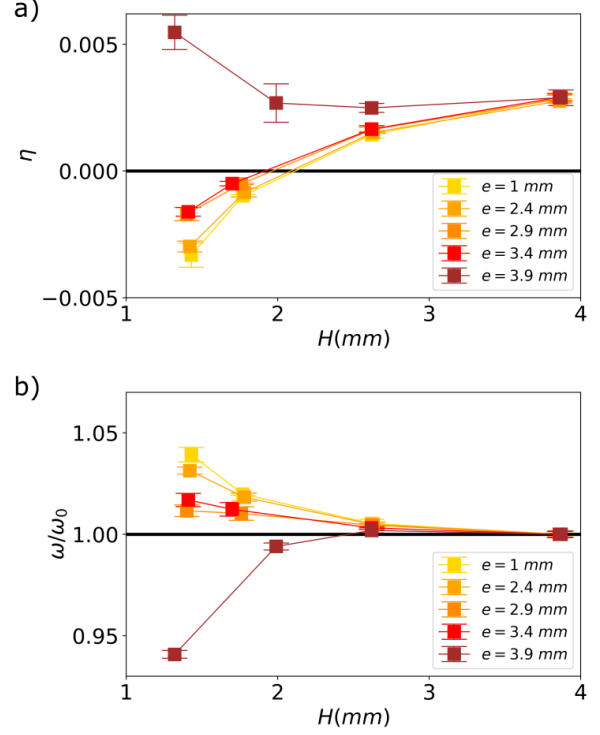 a)
0.005
0.000
−0.005
η
e = 1 mm
e = 2.4 mm
e = 2.9 mm
e = 3.4 mm
e = 3.9 mm
1
2
3
4
H(mm)
b)
1.05
1.00
0.95
ω/ω₀
e = 1 mm
e = 2.4 mm
e = 2.9 mm
e = 3.4 mm
e = 3.9 mm
1
2
3
4
H(mm)